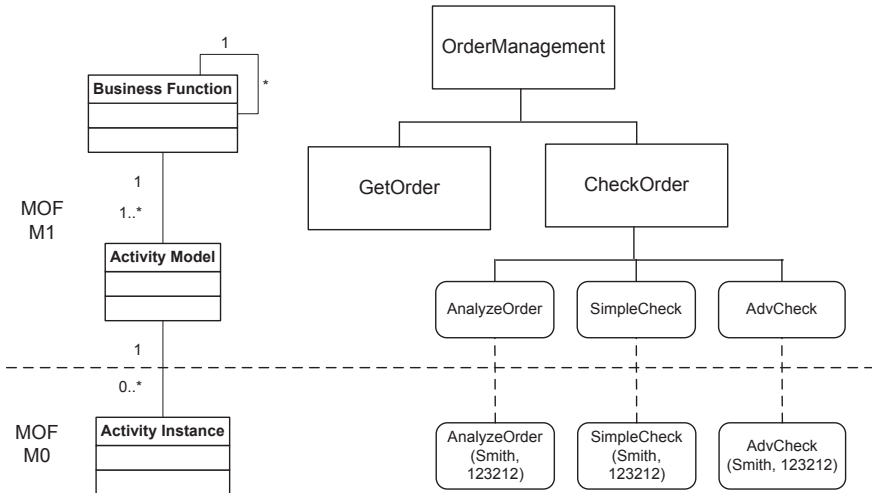 1
OrderManagement
Business Function
*
GetOrder
CheckOrder
1
1..*
MOF
M1
Activity Model
AnalyzeOrder
SimpleCheck
AdvCheck
1
0..*
MOF
M0
Activity Instance
AnalyzeOrder
(Smith,
123212)
SimpleCheck
(Smith,
123212)
AdvCheck
(Smith, 123212)